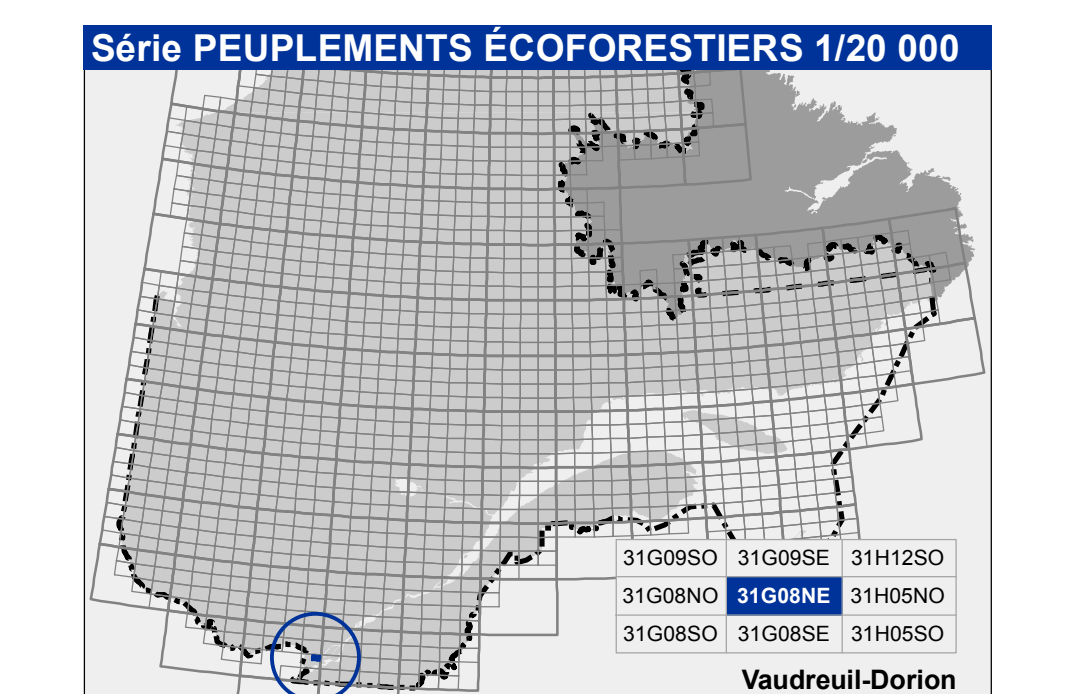 Série PEUPLEMENTS ÉCOFORESTIERS 1/20 000
31G09SO 31G09SE 31H12SO
31G08NO 31G08NE 31H05NO
31G08SO 31G08SE 31H05SO
Vaudreuil-Dorion